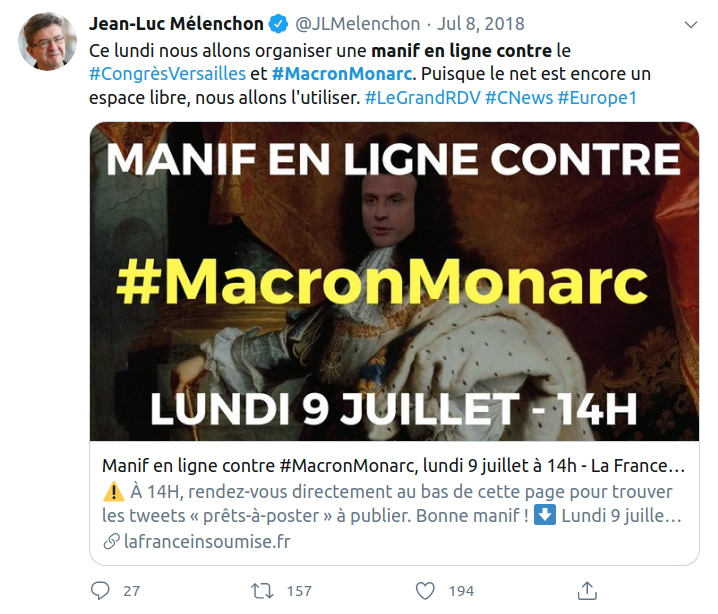 Jean-Luc Mélenchon @JLMelenchon · Jul 8, 2018
Ce lundi nous allons organiser une manif en ligne contre le
#CongrèsVersailles et #MacronMonarc. Puisque le net est encore un
espace libre, nous allons l'utiliser. #LeGrandRDV #CNews #Europe1
MANIF EN LIGNE CONTRE
#MacronMonarc
LUNDI 9 JUILLET - 14H
Manif en ligne contre #MacronMonarc, lundi 9 juillet à 14h - La France…
⚠️ À 14H, rendez-vous directement au bas de cette page pour trouver
les tweets « prêts-à-poster » à publier. Bonne manif ! ⬇️ Lundi 9 juille…
lafranceinsoumise.fr
27 157 194